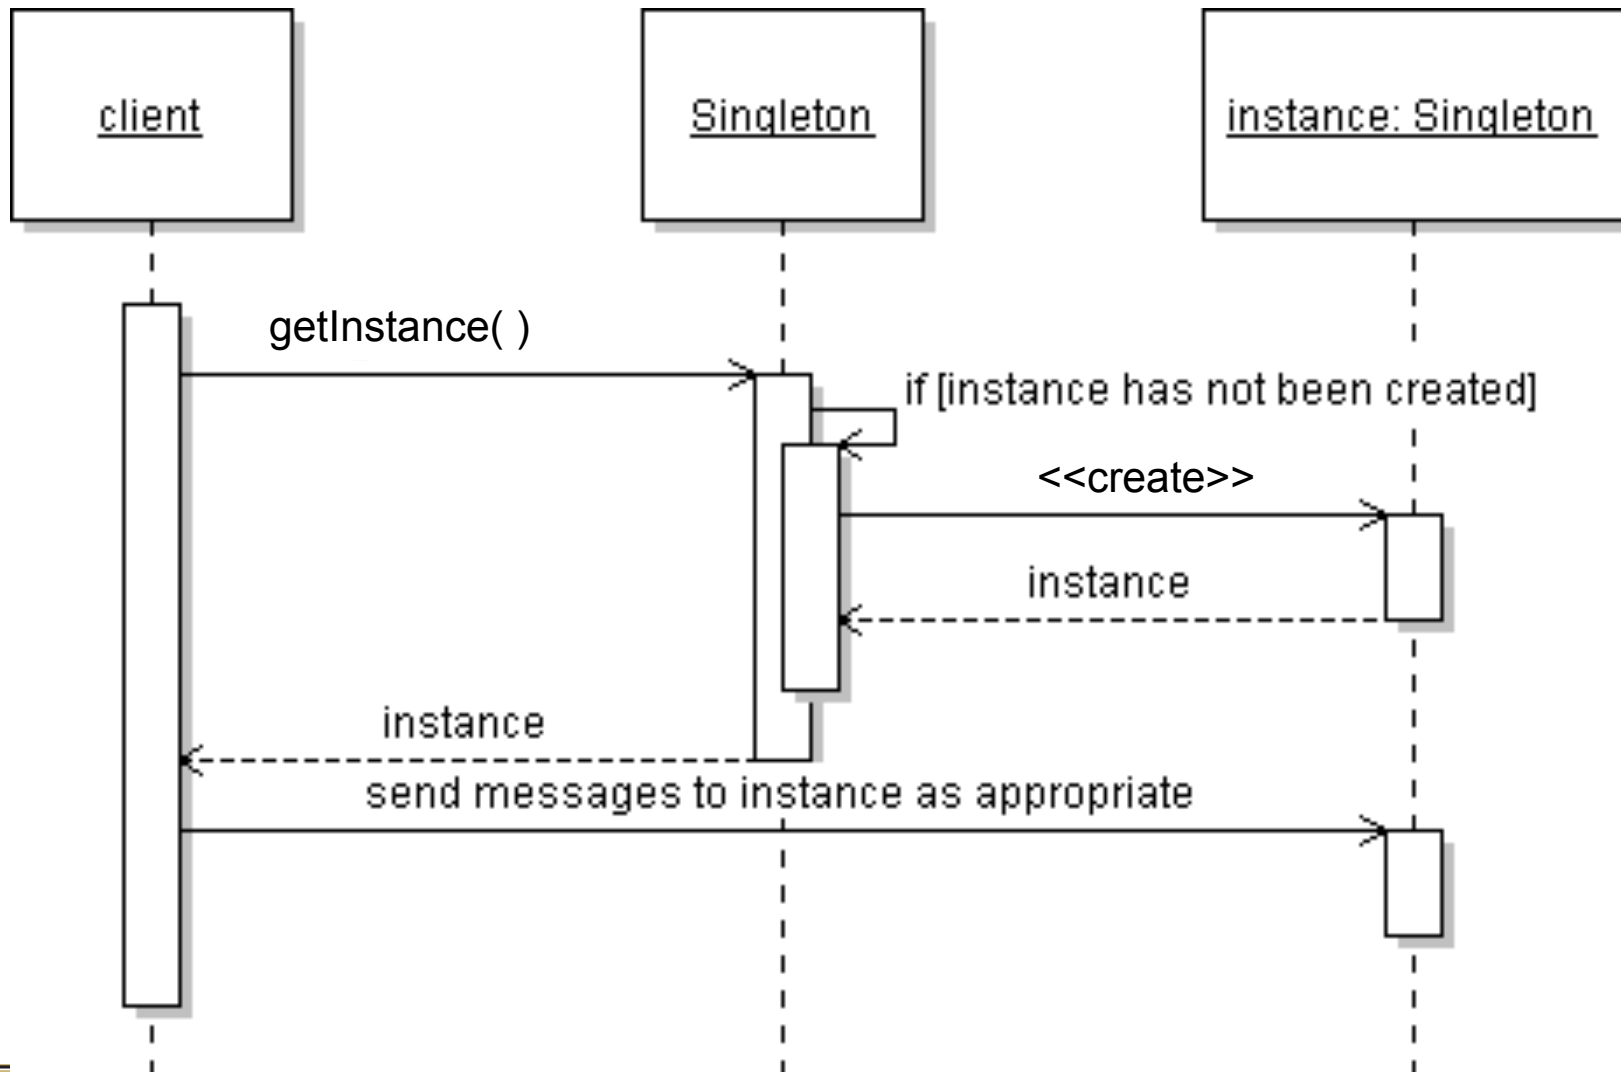 client
Singleton
instance: Singleton
getInstance( )
if [instance has not been created]
<<create>>
instance
instance
send messages to instance as appropriate